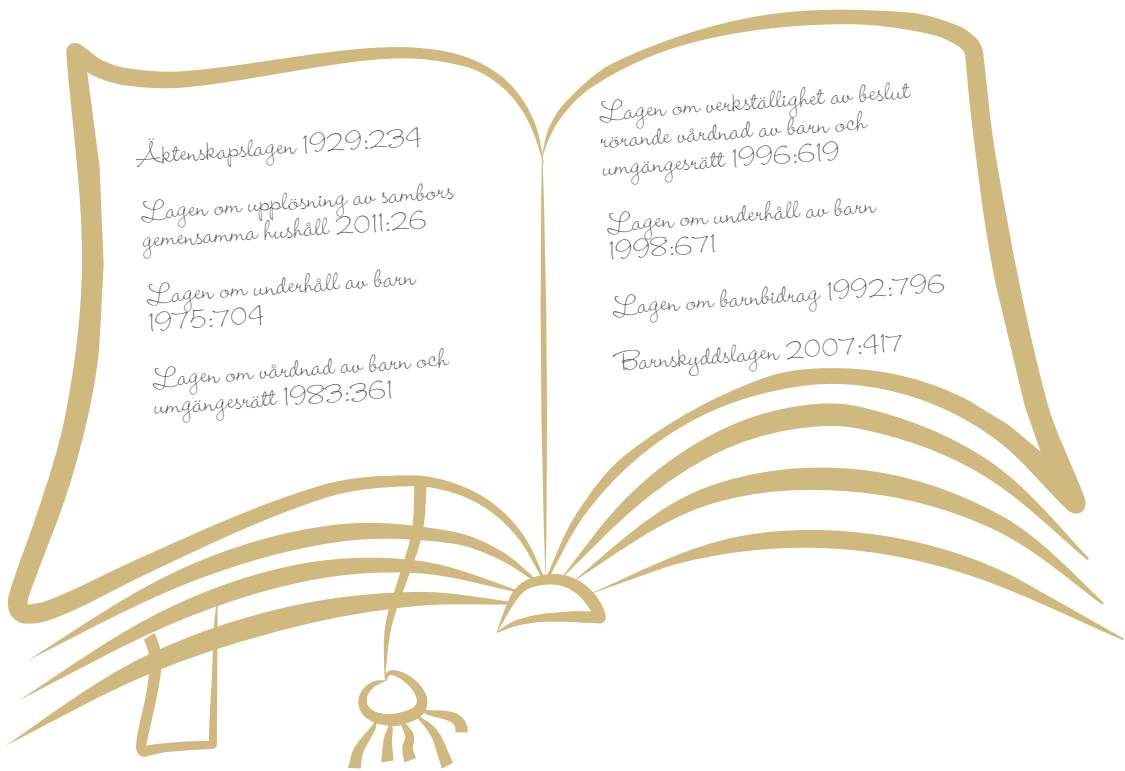 Äktenskapslagen 1929:234
Lagen om upplösning av sambors
gemensamma hushåll 2011:26
Lagen om underhåll av barn
1975:704
Lagen om vårdnad av barn och
umgängesrätt 1983:361
Lagen om verkställighet av beslut
rörande vårdnad av barn och
umgängesrätt 1996:619
Lagen om underhåll av barn
1998:671
Lagen om barnbidrag 1992:796
Barnskyddslagen 2007:417